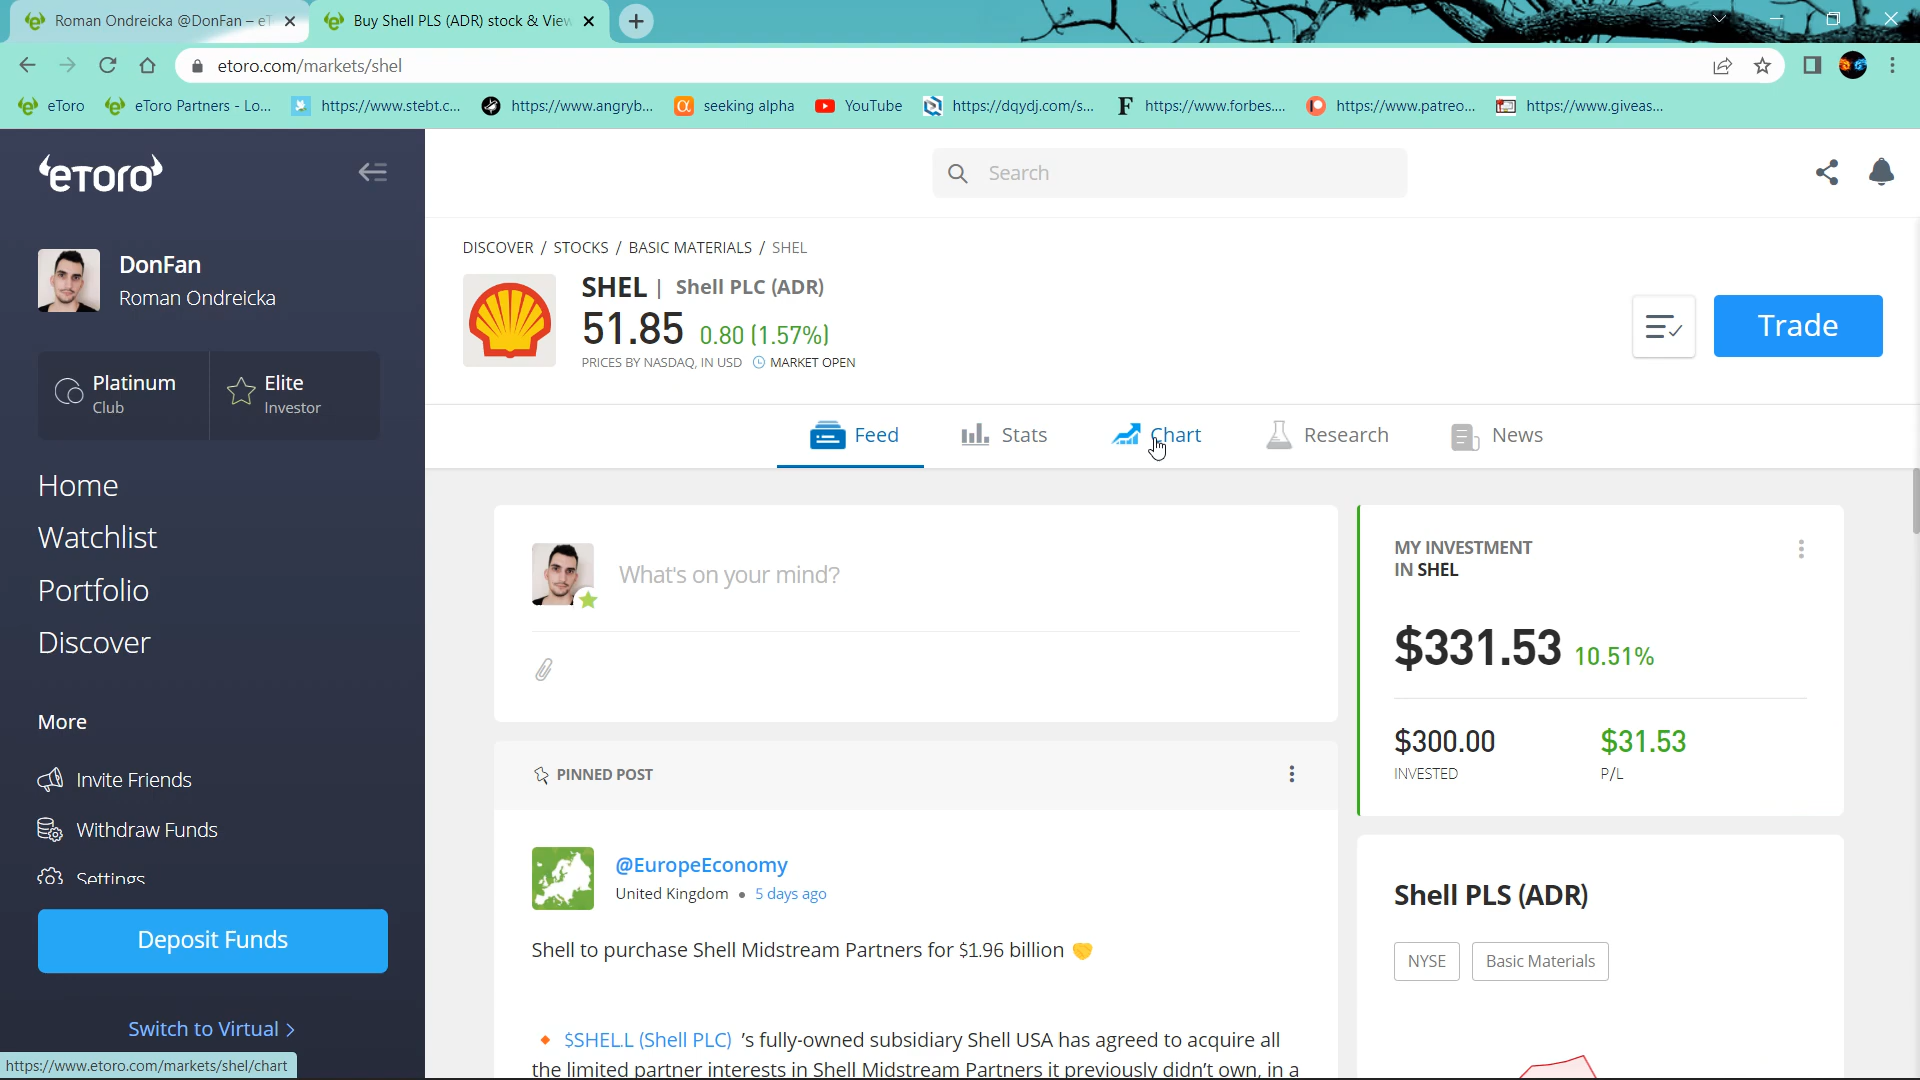 Roman Ondreicka @DonFan – eT
Buy Shell PLS (ADR) stock & View
etoro.com/markets/shel
eToro
eToro Partners - Lo...
https://www.stebt.c...
https://www.angryb...
seeking alpha
YouTube
https://dqydj.com/s...
https://www.forbes....
https://www.patreo...
https://www.giveas...
eToro
Search
DonFan
Roman Ondreicka
Platinum
Club
Elite
Investor
Home
Watchlist
Portfolio
Discover
More
Invite Friends
Withdraw Funds
Settings
Deposit Funds
Switch to Virtual >
https://www.etoro.com/markets/shel/chart
DISCOVER / STOCKS / BASIC MATERIALS / SHEL
SHEL | Shell PLC (ADR)
51.85 0.80 (1.57%)
PRICES BY NASDAQ, IN USD MARKET OPEN
Trade
Feed
Stats
Chart
Research
News
What's on your mind?
PINNED POST
@EuropeEconomy
United Kingdom • 5 days ago
Shell to purchase Shell Midstream Partners for $1.96 billion
$SHEL.L (Shell PLC) 's fully-owned subsidiary Shell USA has agreed to acquire all
the limited partner interests in Shell Midstream Partners it previously didn't own, in a
MY INVESTMENT
IN SHEL
$331.53 10.51%
$300.00
INVESTED
$31.53
P/L
Shell PLS (ADR)
NYSE
Basic Materials